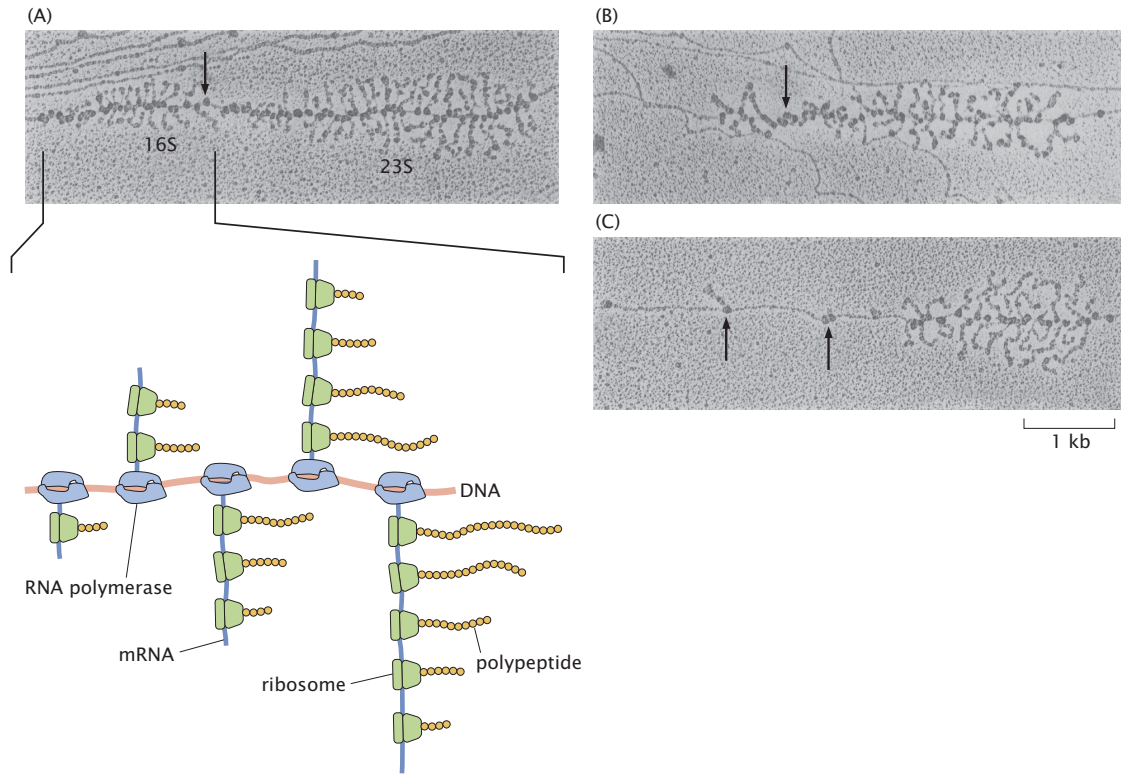 (A)
16S
23S
(B)
(C)
1 kb
DNA
RNA polymerase
mRNA
ribosome
polypeptide